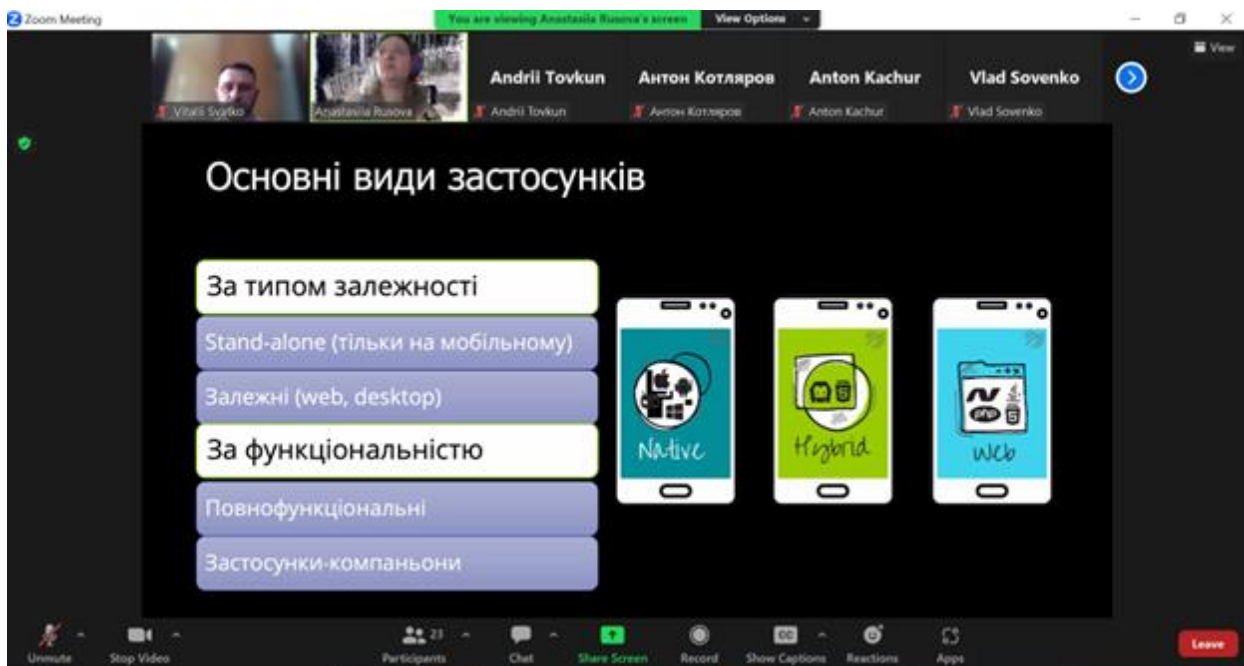 Zoom Meeting
You are viewing Anastasiia Rusova's screen
View Options
View
Vitalii Svatko
Anastasiia Rusova
Andrii Tovkun
Andrii Tovkun
Антон Котляров
Антон Котляров
Anton Kachur
Anton Kachur
Vlad Sovenko
Vlad Sovenko
Основні види застосунків
За типом залежності
Stand-alone (тільки на мобільному)
Залежні (web, desktop)
За функціональністю
Повнофункціональні
Застосунки-компаньони
Native
Hybrid
php
Web
Unmute
Stop Video
23
Participants
Chat
Share Screen
Record
CC
Show Captions
Reactions
Apps
Leave